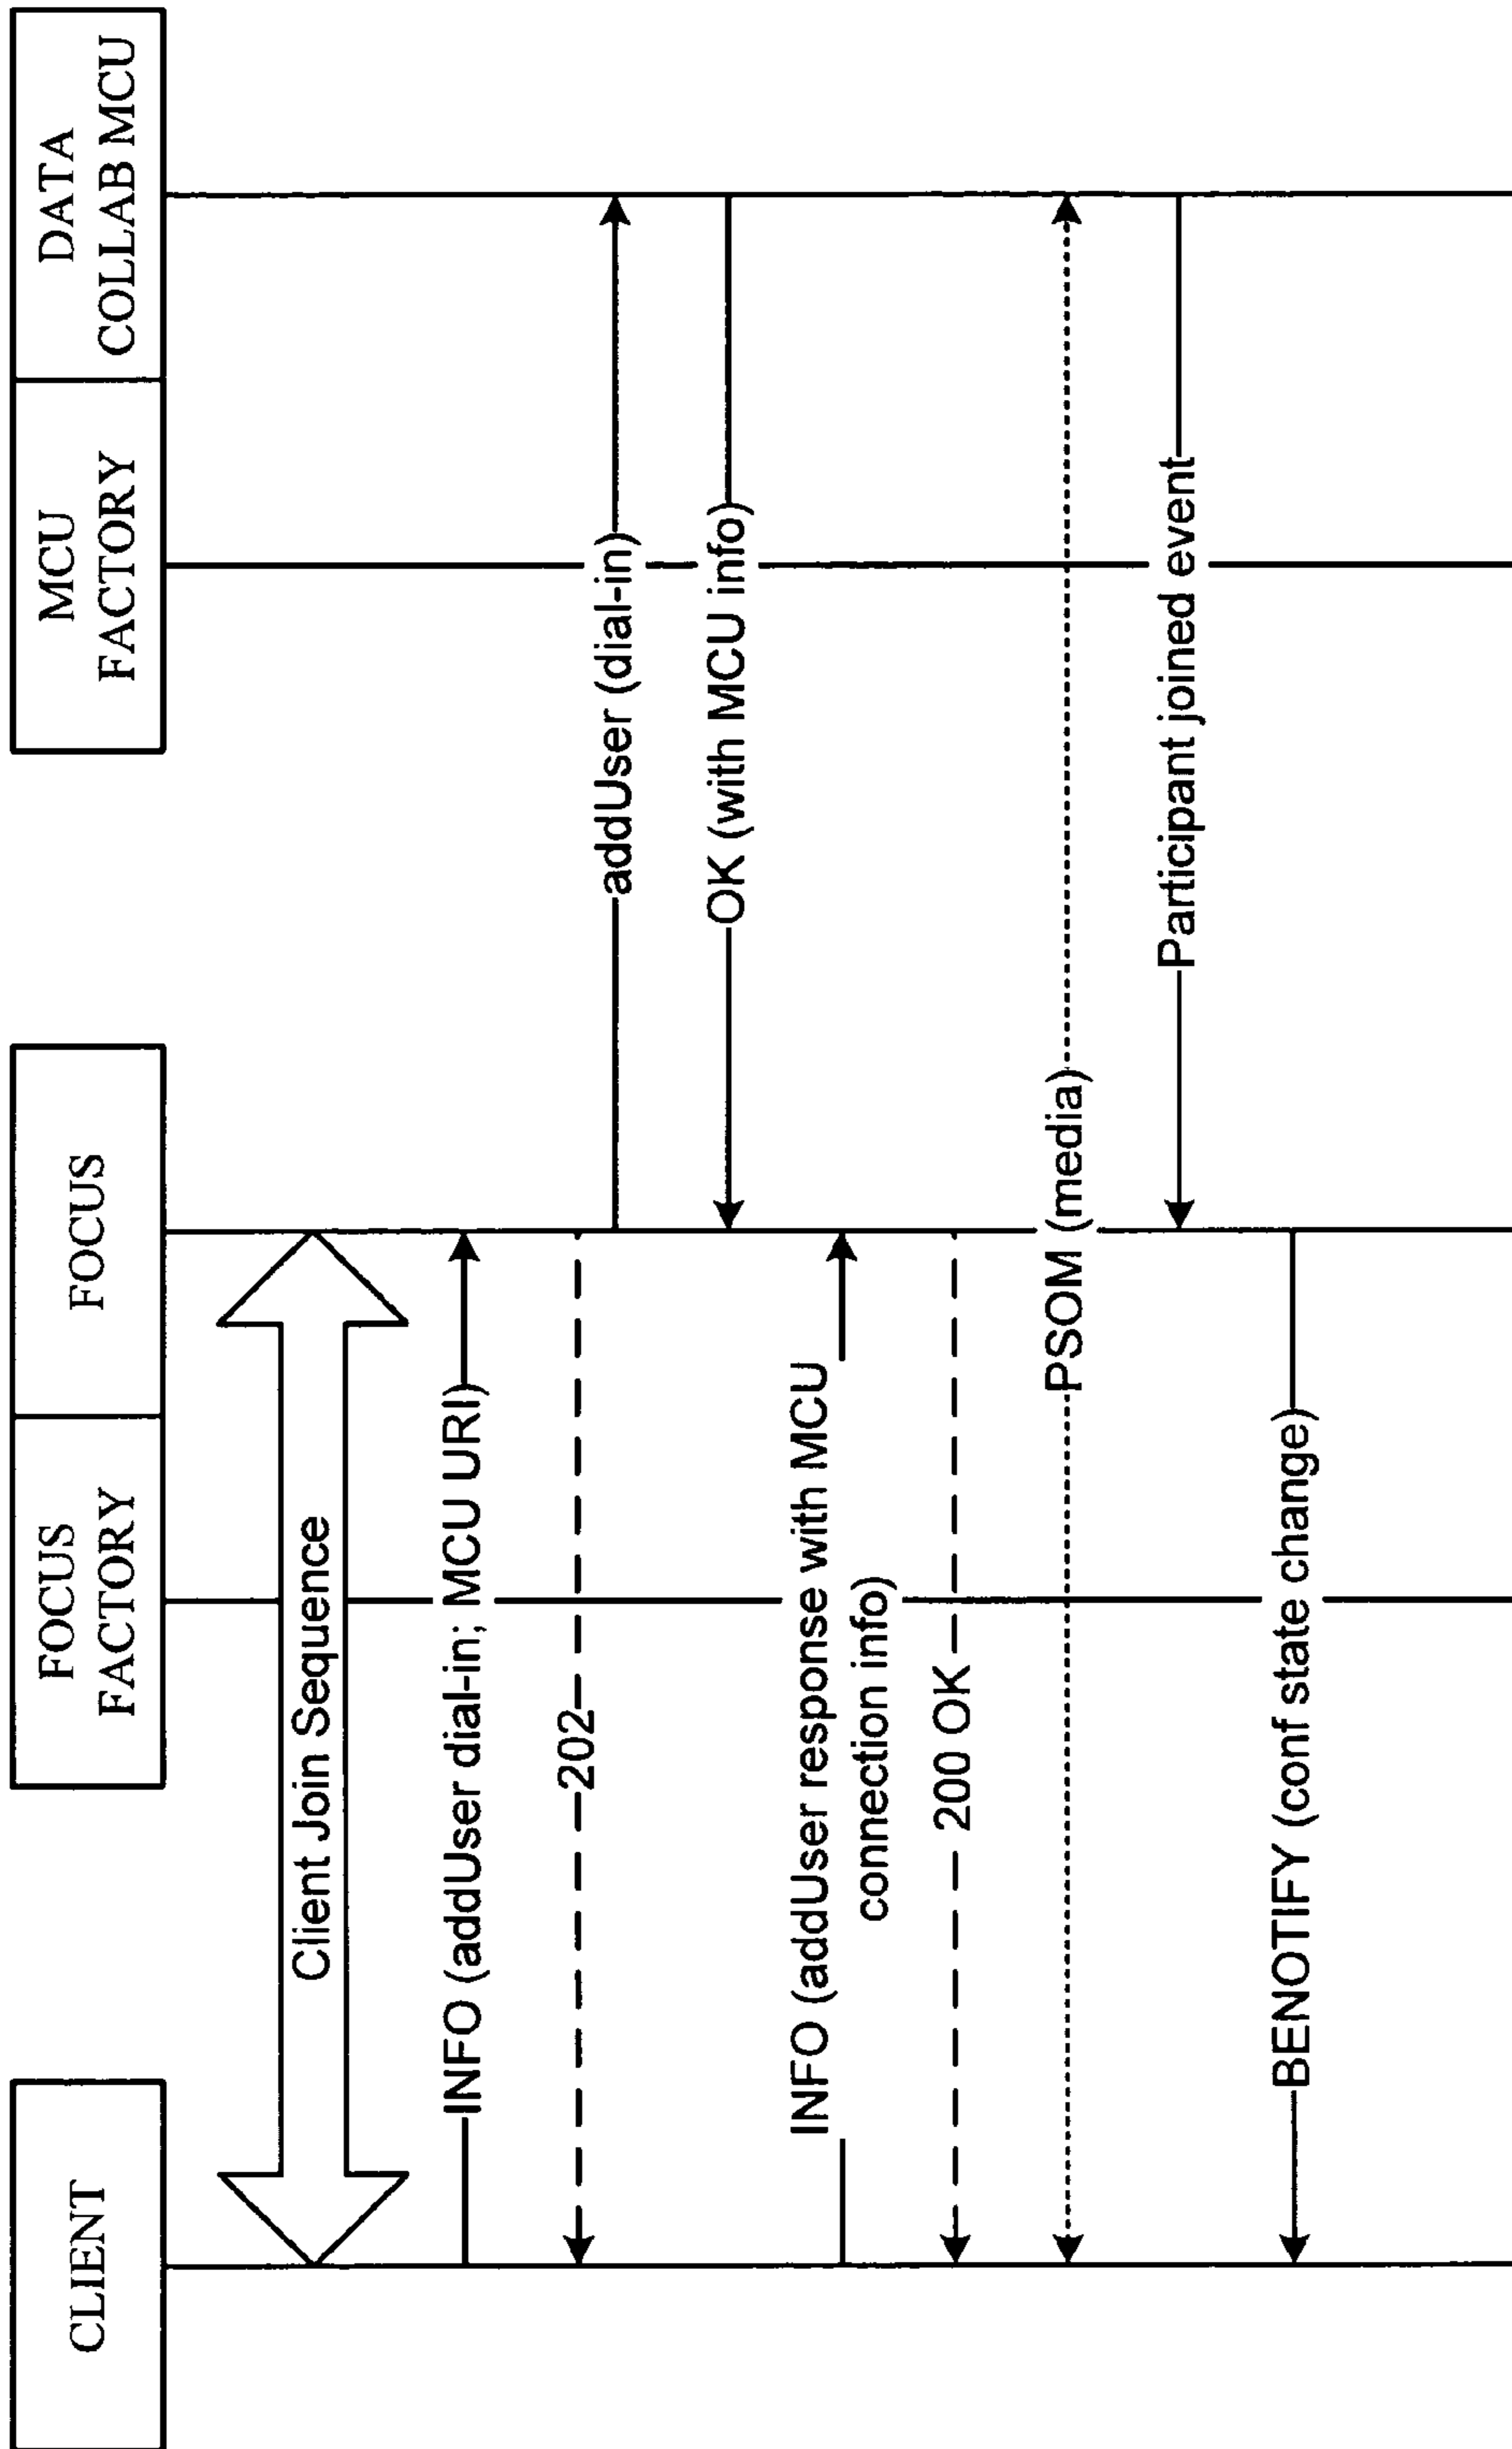 CLIENT
FOCUS
FACTORY
FOCUS
MCU
FACTORY
DATA
COLLAB MCU
Client Join Sequence
INFO (addUser dial-in; MCU URI)
202
addUser (dial-in)
OK (with MCU info)
INFO (addUser response with MCU
connection info)
200 OK
PSOM (media)
Participant joined event
BENOTIFY (conf state change)